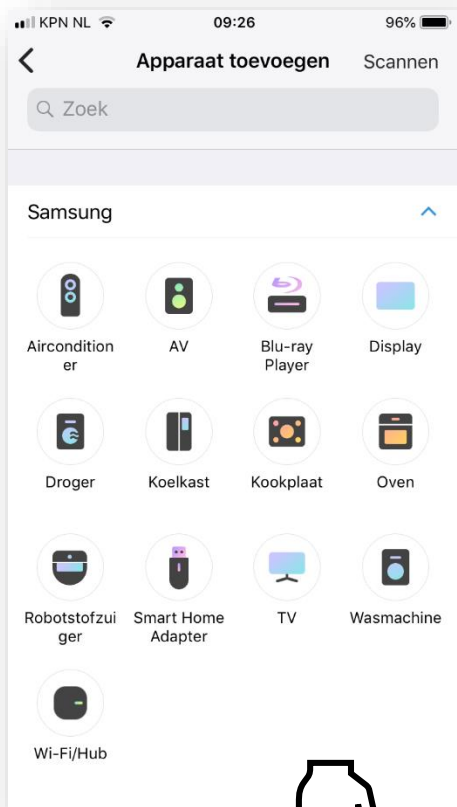 KPN NL 09:26 96%
Apparaat toevoegen Scannen
Zoek
Samsung
Aircondition
er
AV
Blu-ray
Player
Display
Droger
Koelkast
Kookplaat
Oven
Robotstofzui
ger
Smart Home
Adapter
TV
Wasmachine
Wi-Fi/Hub